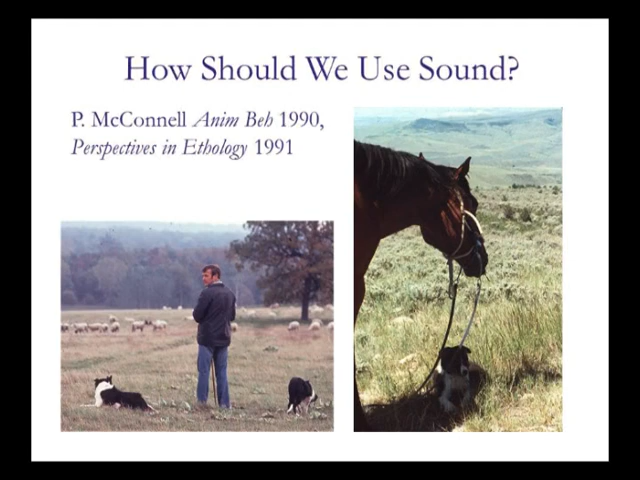 How Should We Use Sound?
P. McConnell Anim Beh 1990,
Perspectives in Ethology 1991